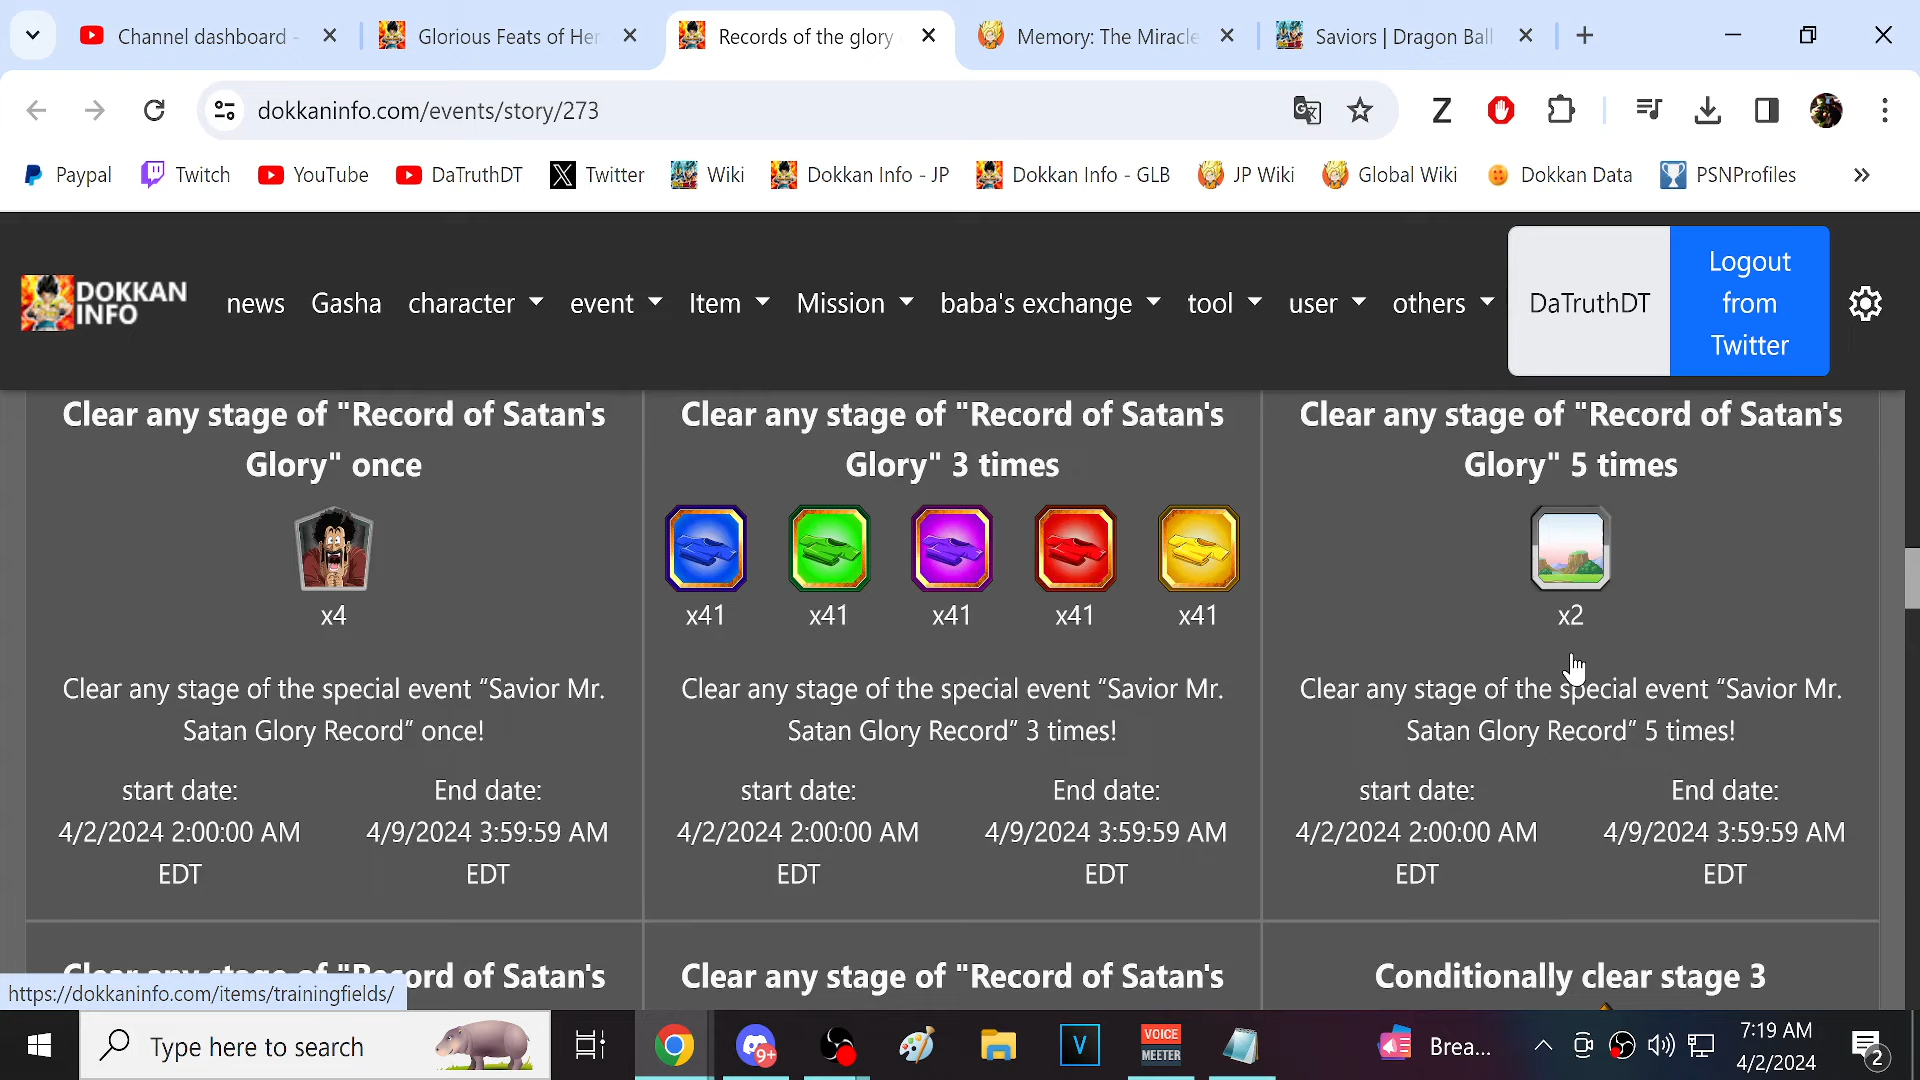 Channel dashboard -
Glorious Feats of Her
Records of the glory
Memory: The Miracle
Saviors | Dragon Ball
dokkaninfo.com/events/story/273
Paypal
Twitch
YouTube
DaTruthDT
Twitter
Wiki
Dokkan Info - JP
Dokkan Info - GLB
JP Wiki
Global Wiki
Dokkan Data
PSNProfiles
»
DOKKAN
INFO
news
Gasha
character
event
Item
Mission
baba's exchange
tool
user
others
DaTruthDT
Logout
from
Twitter
Clear any stage of "Record of Satan's
Glory" once
x4
Clear any stage of the special event “Savior Mr.
Satan Glory Record” once!
start date:
4/2/2024 2:00:00 AM
EDT
End date:
4/9/2024 3:59:59 AM
EDT
Clear any stage of "Record of Satan's
Glory" 3 times
x41 x41 x41 x41 x41
Clear any stage of the special event “Savior Mr.
Satan Glory Record” 3 times!
start date:
4/2/2024 2:00:00 AM
EDT
End date:
4/9/2024 3:59:59 AM
EDT
Clear any stage of "Record of Satan's
Glory" 5 times
x2
Clear any stage of the special event “Savior Mr.
Satan Glory Record” 5 times!
start date:
4/2/2024 2:00:00 AM
EDT
End date:
4/9/2024 3:59:59 AM
EDT
Clear any stage of "Record of Satan's
Clear any stage of "Record of Satan's
Conditionally clear stage 3
https://dokkaninfo.com/items/trainingfields/
Type here to search
9+
V
VOICE
MEETER
Brea...
7:19 AM
4/2/2024
2